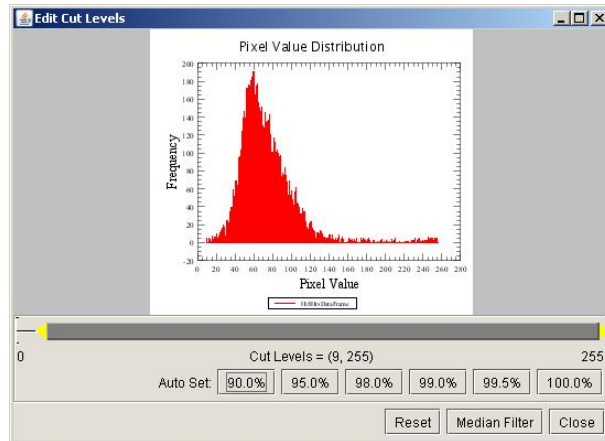 Edit Cut Levels
Pixel Value Distribution
200
180
160
140
120
100
80
60
40
20
0
-20
Frequency
0 20 40 60 80 100 120 140 160 180 200 220 240 260 280
Pixel Value
0 255
Cut Levels = (9, 255)
Auto Set: 90.0% 95.0% 98.0% 99.0% 99.5% 100.0%
Reset Median Filter Close